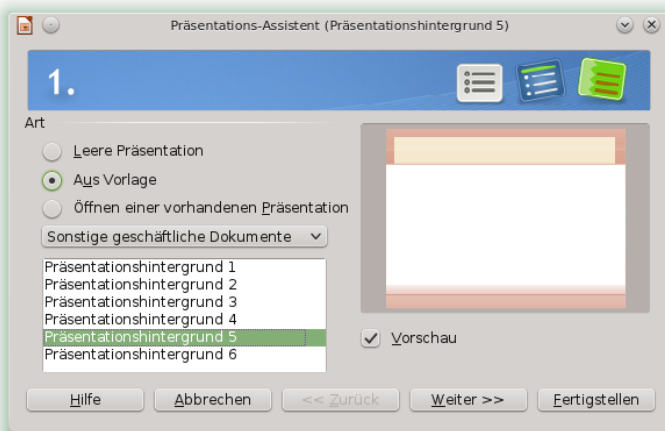 Präsentations-Assistent (Präsentationshintergrund 5)
1.
Art
Leere Präsentation
Aus Vorlage
Öffnen einer vorhandenen Präsentation
Sonstige geschäftliche Dokumente
Präsentationshintergrund 1
Präsentationshintergrund 2
Präsentationshintergrund 3
Präsentationshintergrund 4
Präsentationshintergrund 5
Präsentationshintergrund 6
Vorschau
Hilfe Abbrechen << Zurück Weiter >> Fertigstellen